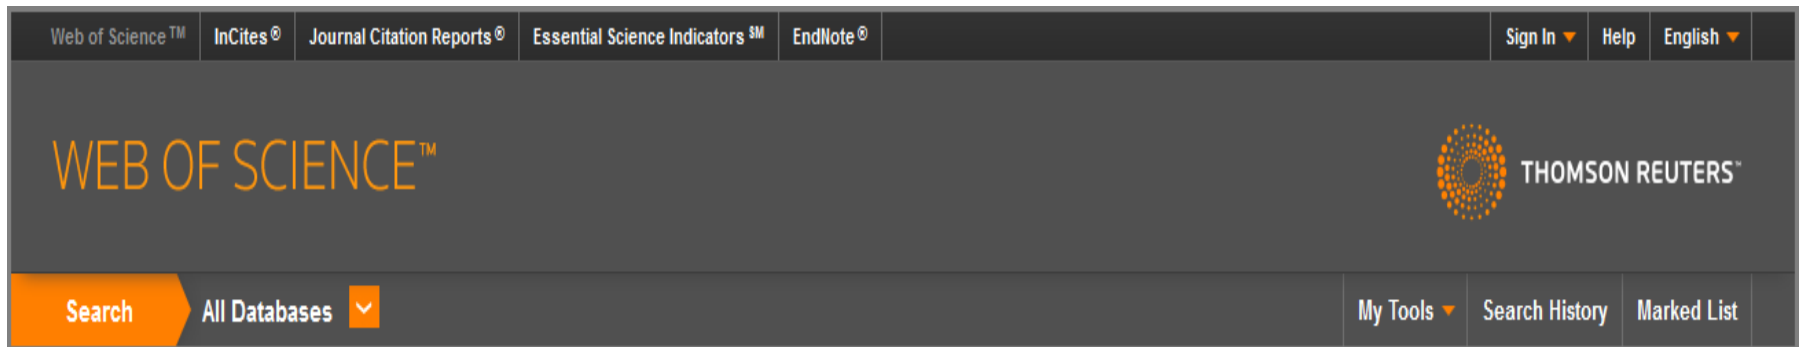 Web of Science™ InCites® Journal Citation Reports® Essential Science Indicators℠ EndNote® Sign In Help English
WEB OF SCIENCE™ THOMSON REUTERS™
Search All Databases My Tools Search History Marked List